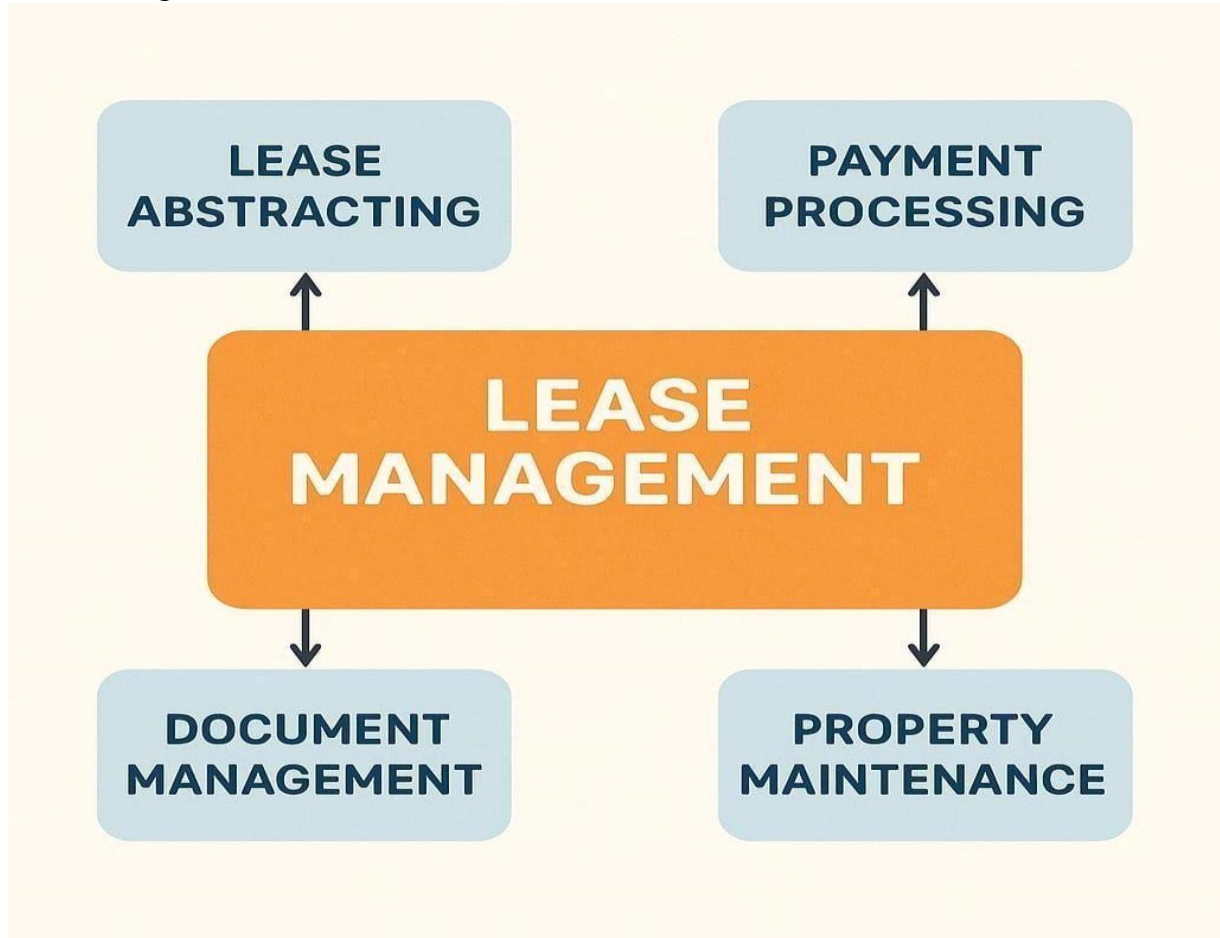 LEASE
ABSTRACTING
PAYMENT
PROCESSING
LEASE
MANAGEMENT
DOCUMENT
MANAGEMENT
PROPERTY
MAINTENANCE